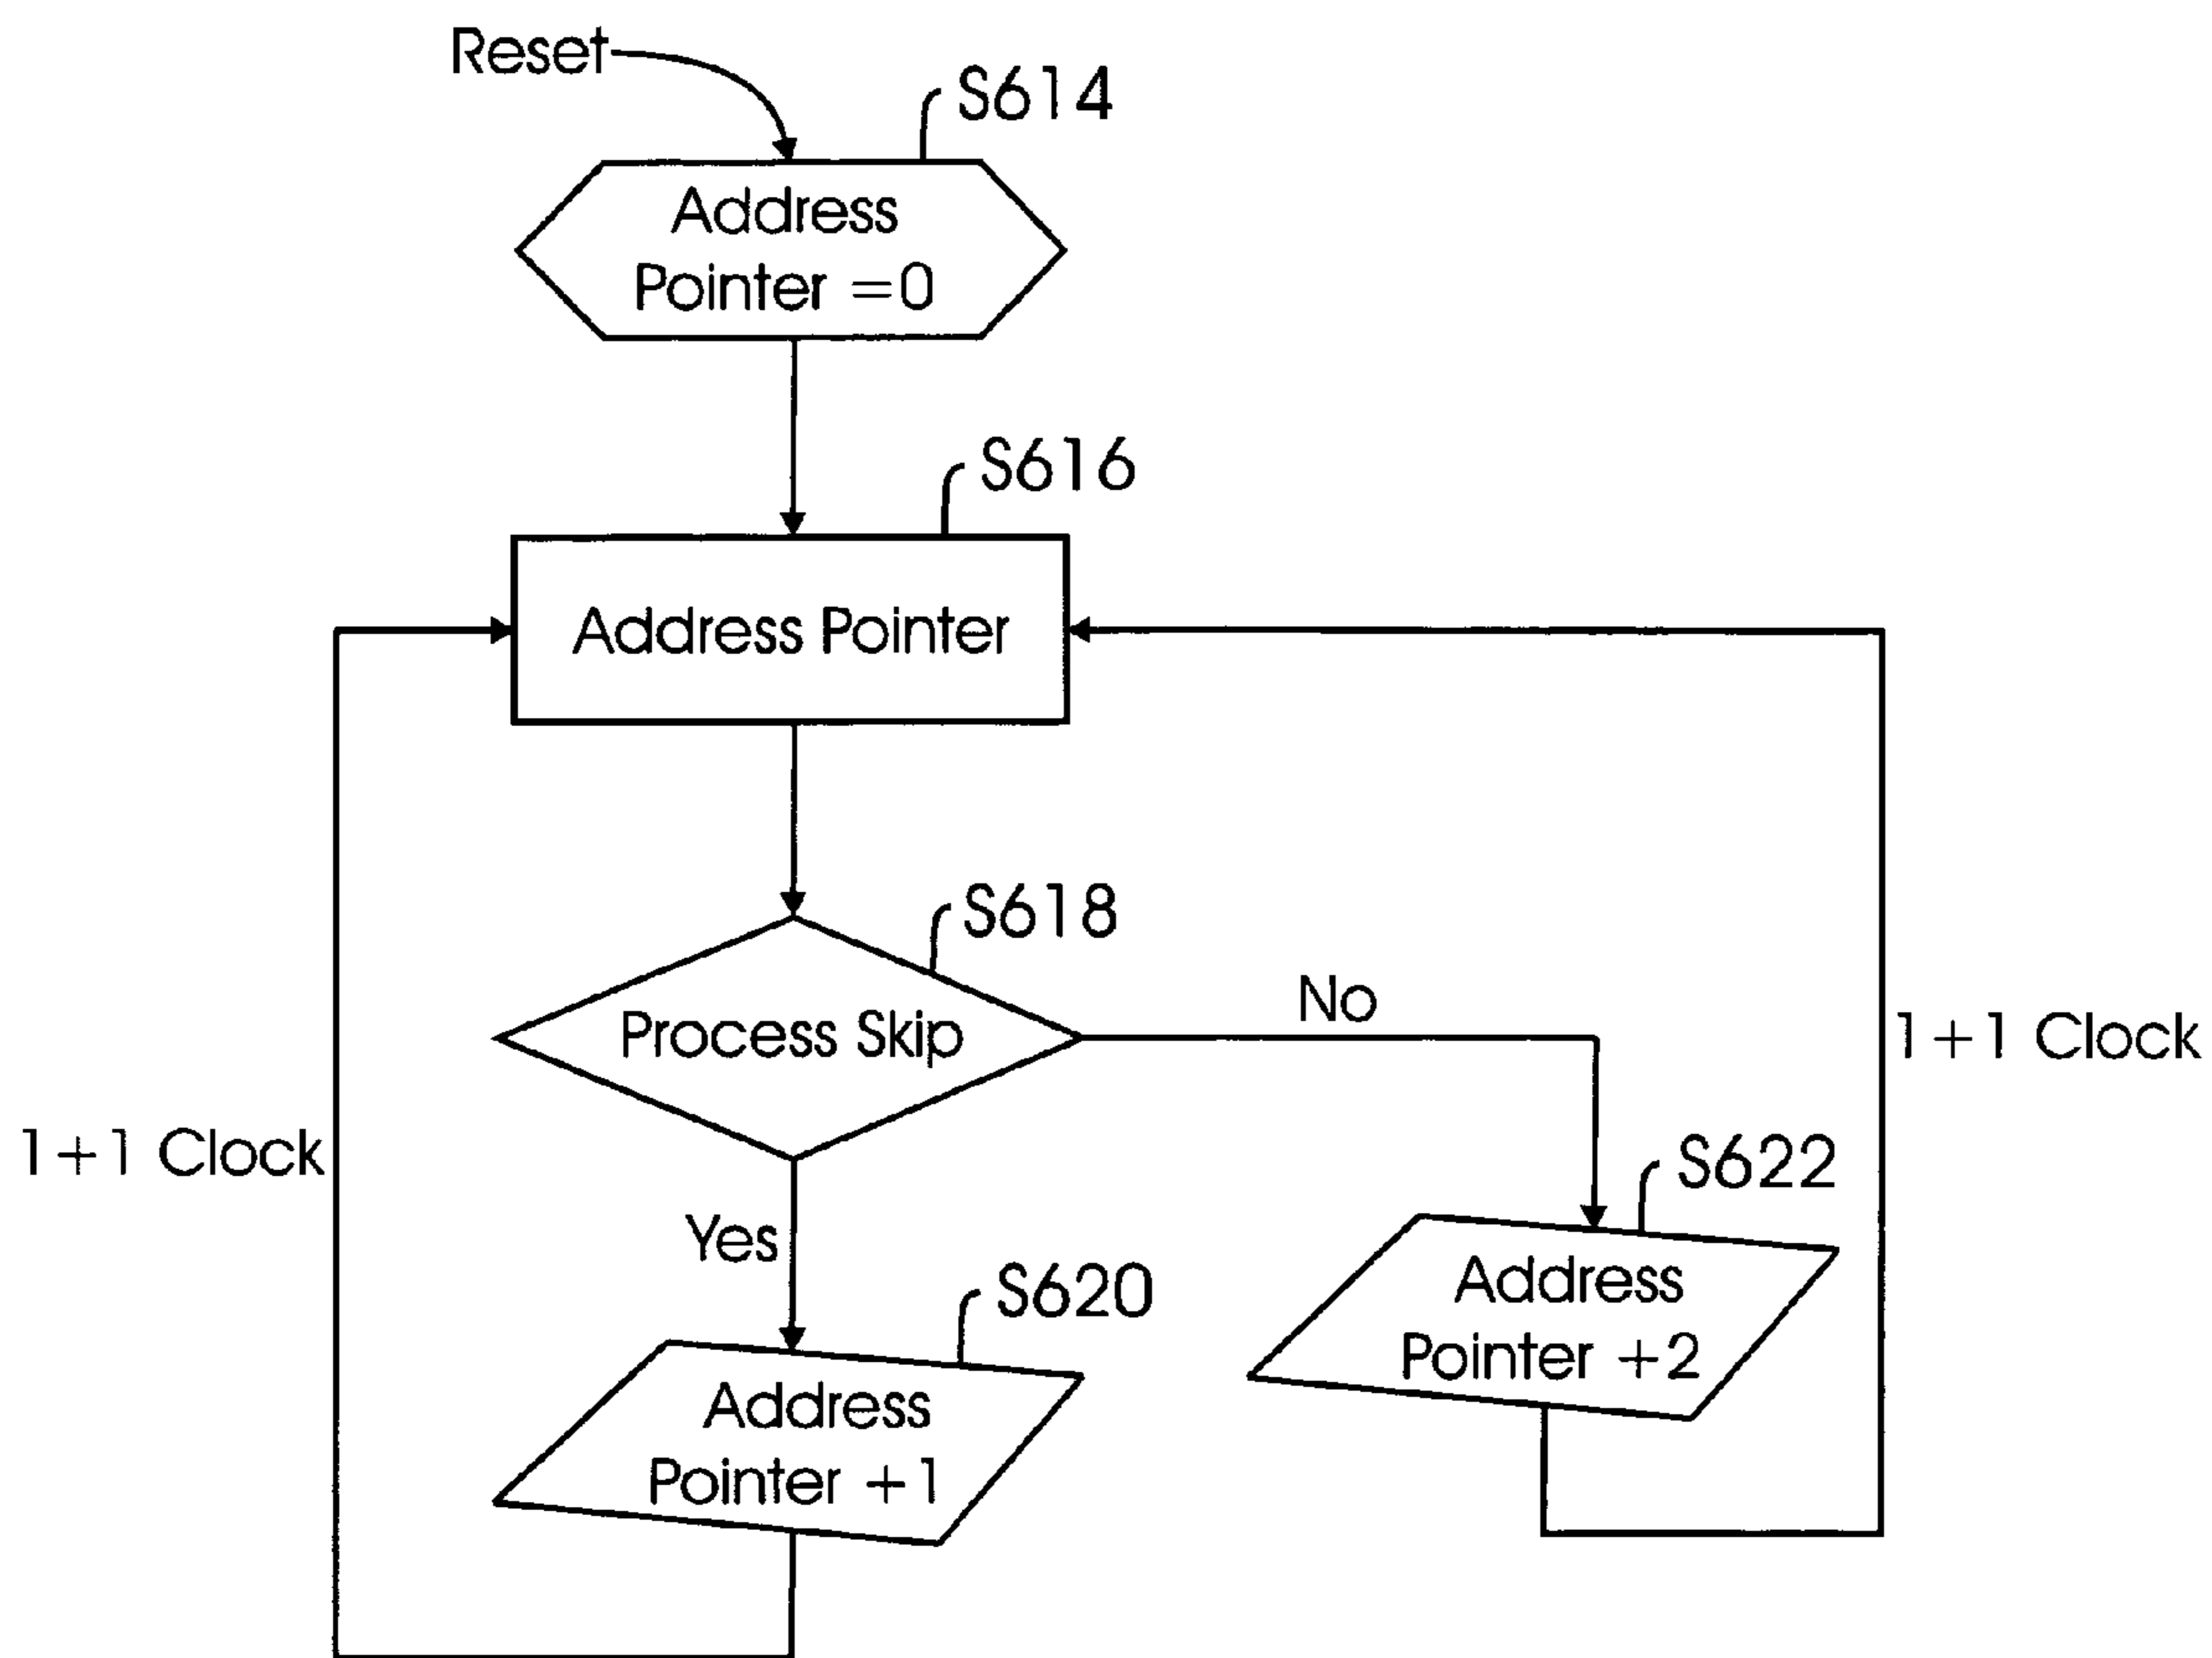 Reset
S614
Address
Pointer =0
S616
Address Pointer
S618
Process Skip
No
1+1 Clock
1+1 Clock
S622
Yes
Address
Pointer +2
S620
Address
Pointer +1